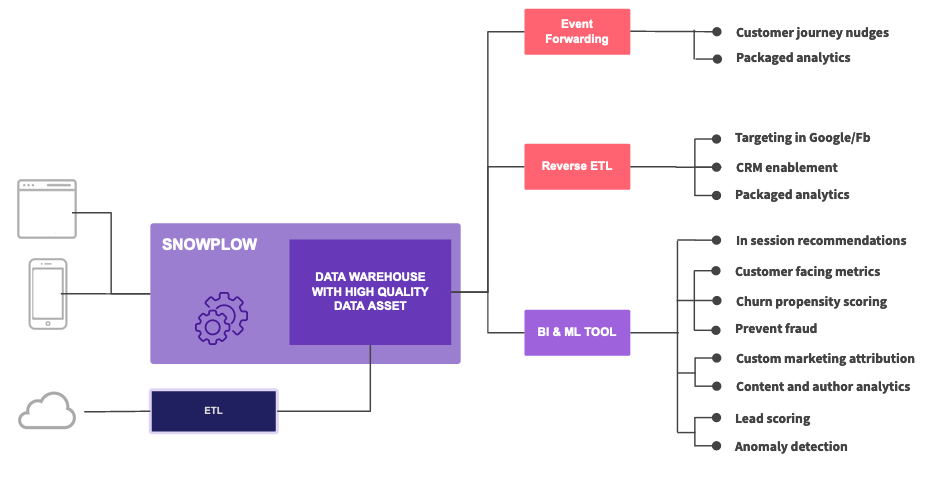 Event
Forwarding
Customer journey nudges
Packaged analytics
Reverse ETL
Targeting in Google/Fb
CRM enablement
Packaged analytics
SNOWPLOW
DATA WAREHOUSE
WITH HIGH QUALITY
DATA ASSET
ETL
BI & ML TOOL
In session recommendations
Customer facing metrics
Churn propensity scoring
Prevent fraud
Custom marketing attribution
Content and author analytics
Lead scoring
Anomaly detection